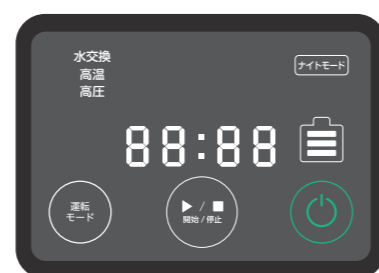 水交換
高温
高圧
ナイトモード
88:88
運転
モード
▶ / ■
開始 / 停止